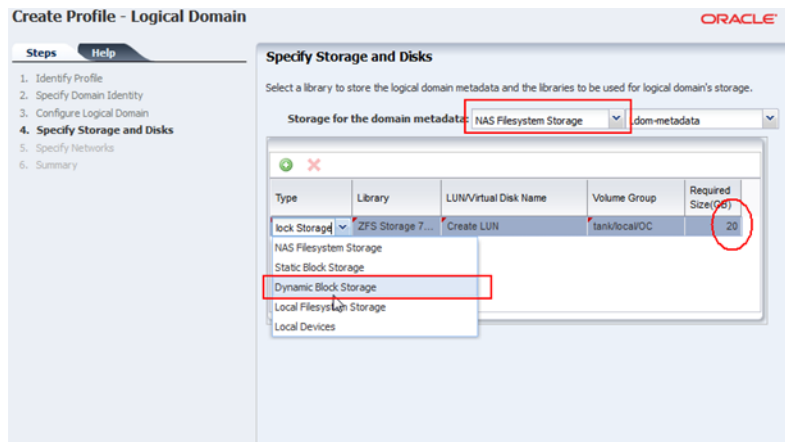 Create Profile - Logical Domain
ORACLE
Steps Help
1. Identify Profile
2. Specify Domain Identity
3. Configure Logical Domain
4. Specify Storage and Disks
5. Specify Networks
6. Summary
Specify Storage and Disks
Select a library to store the logical domain metadata and the libraries to be used for logical domain's storage.
Storage for the domain metadata: NAS Filesystem Storage dom-metadata
Type Library LUN/Virtual Disk Name Volume Group Required Size(GB)
lock Storage ZFS Storage 7... Create LUN tank/local/OC 20
NAS Filesystem Storage
Static Block Storage
Dynamic Block Storage
Local Filesystem Storage
Local Devices